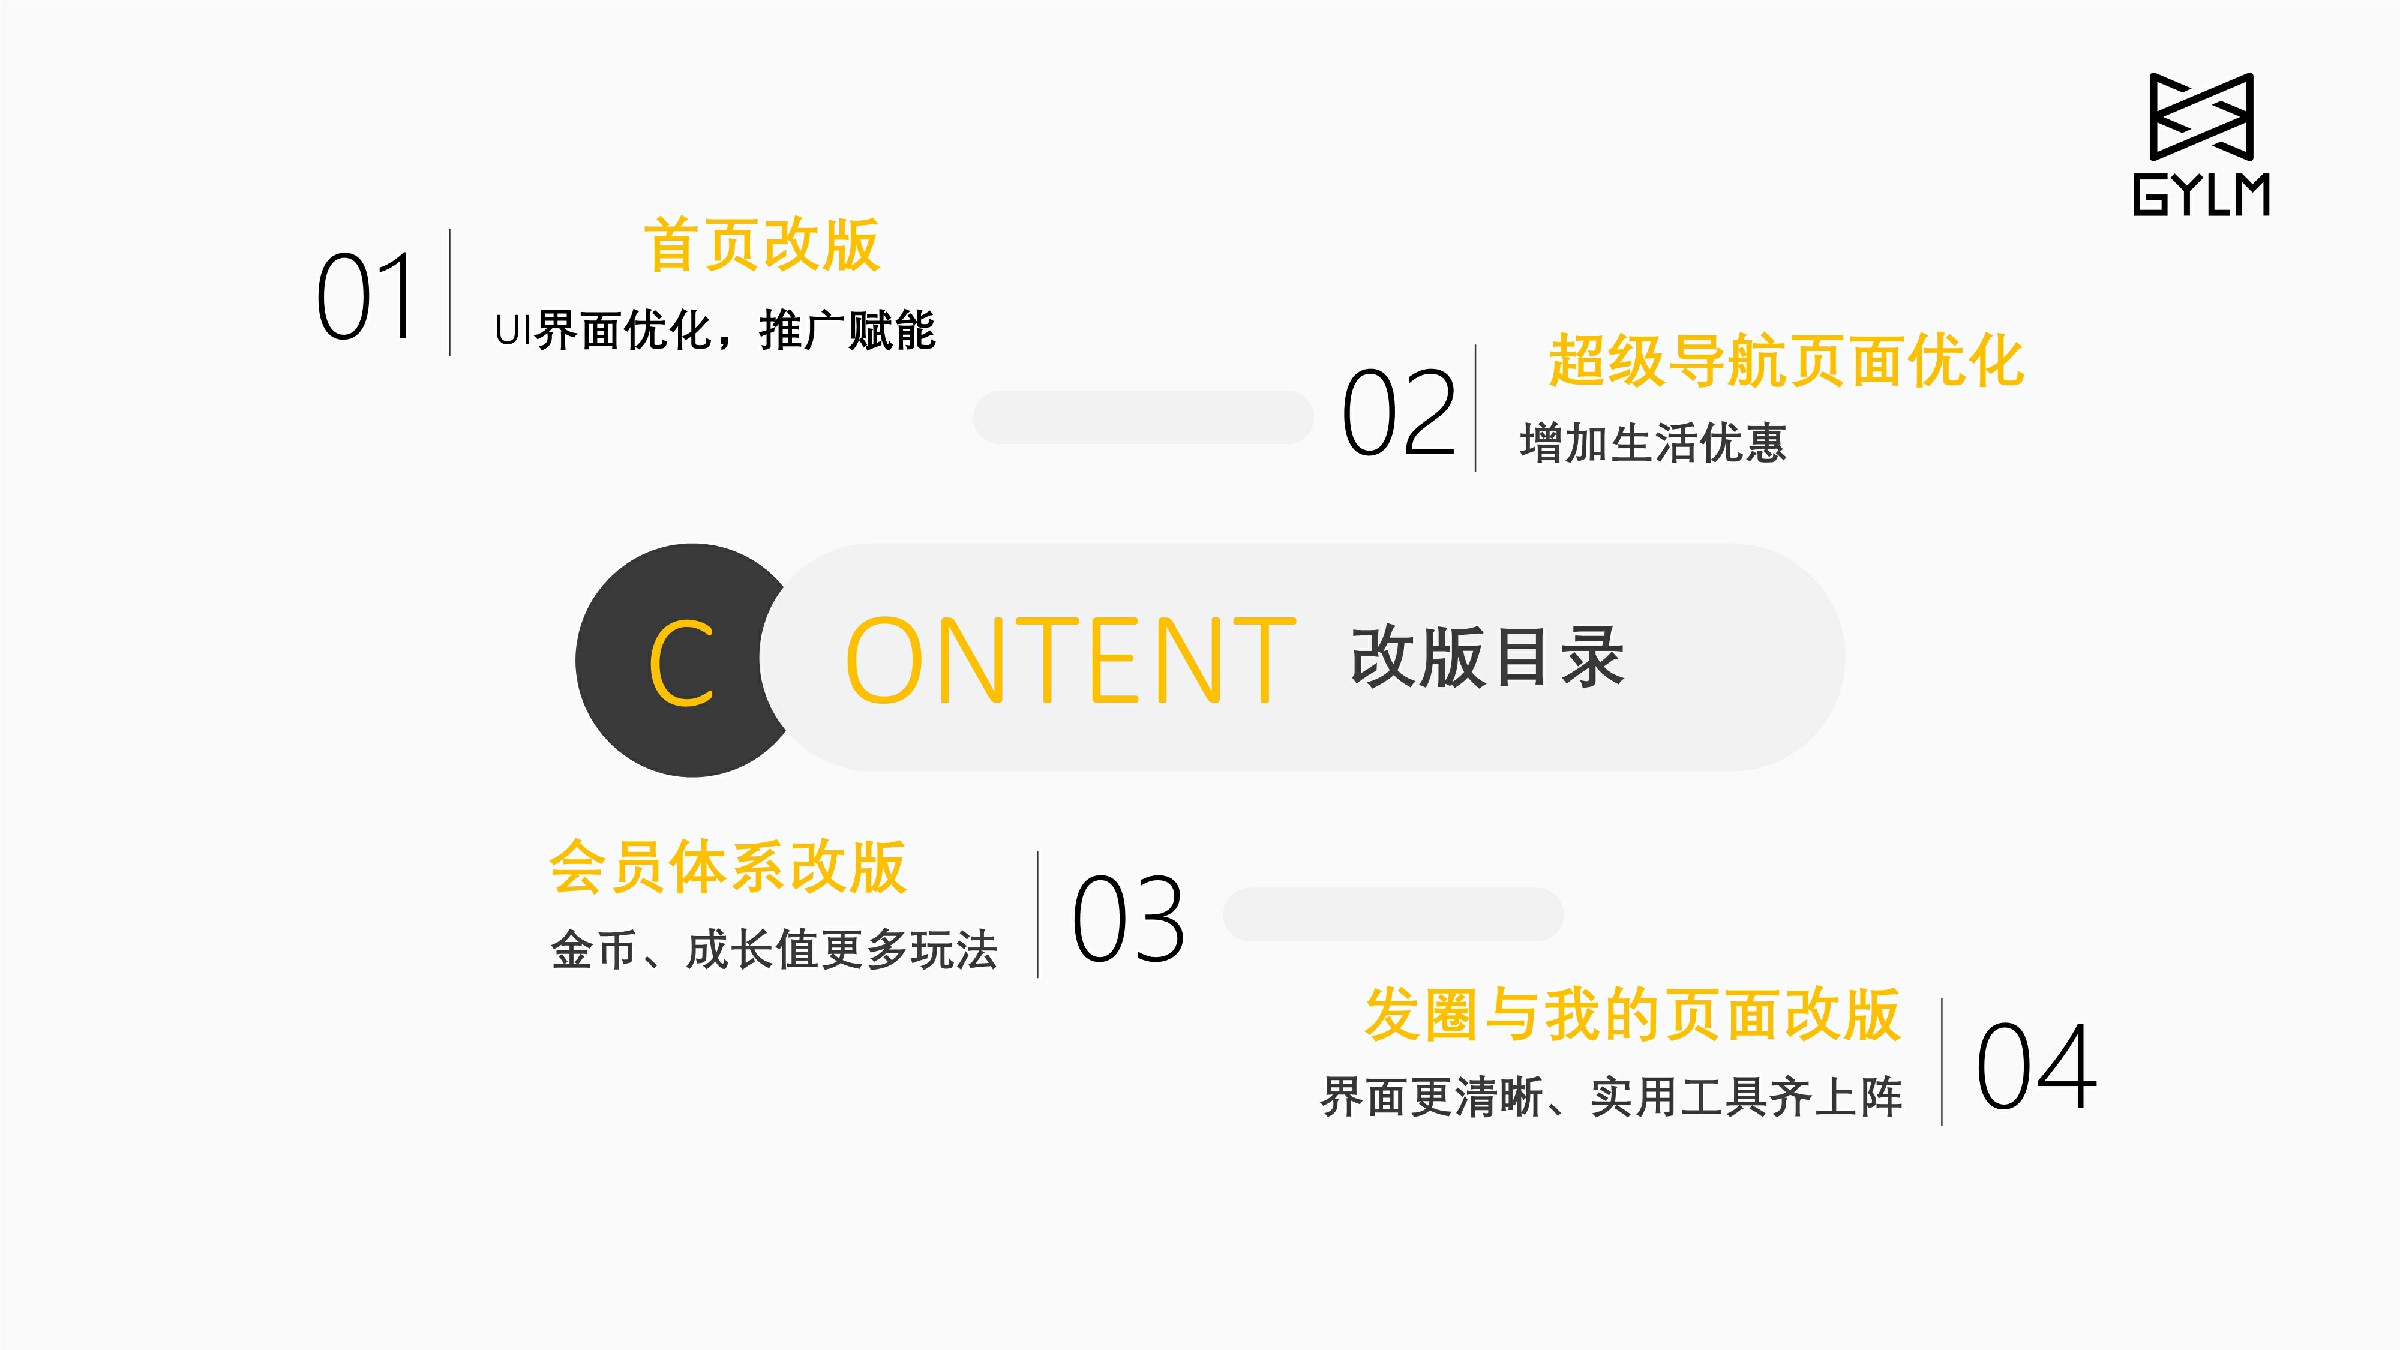 GYLM
01
首页改版
UI界面优化，推广赋能
02
超级导航页面优化
增加生活优惠
CONTENT 改版目录
会员体系改版
金币、成长值更多玩法
03
发圈与我的页面改版
界面更清晰、实用工具齐上阵
04